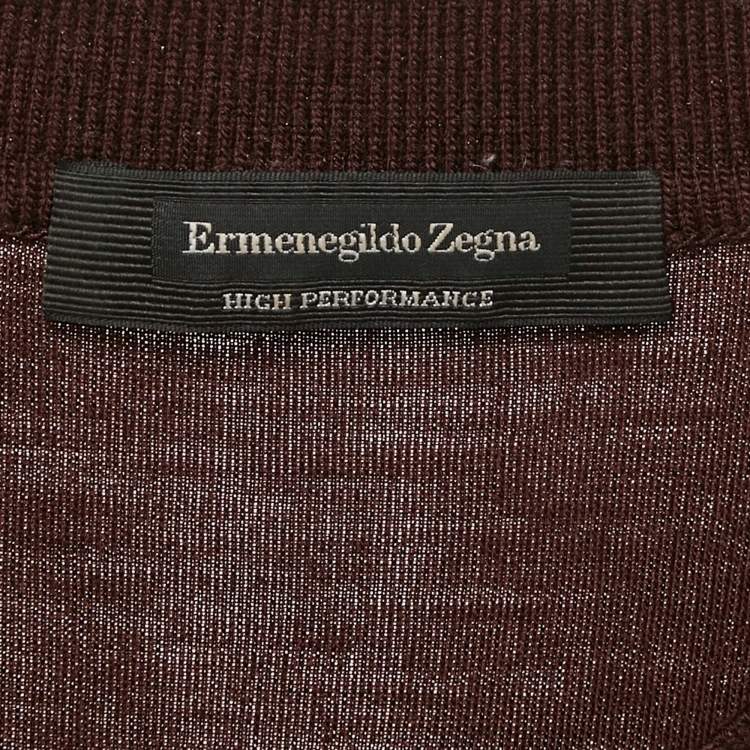 Ermenegildo Zegna
HIGH PERFORMANCE